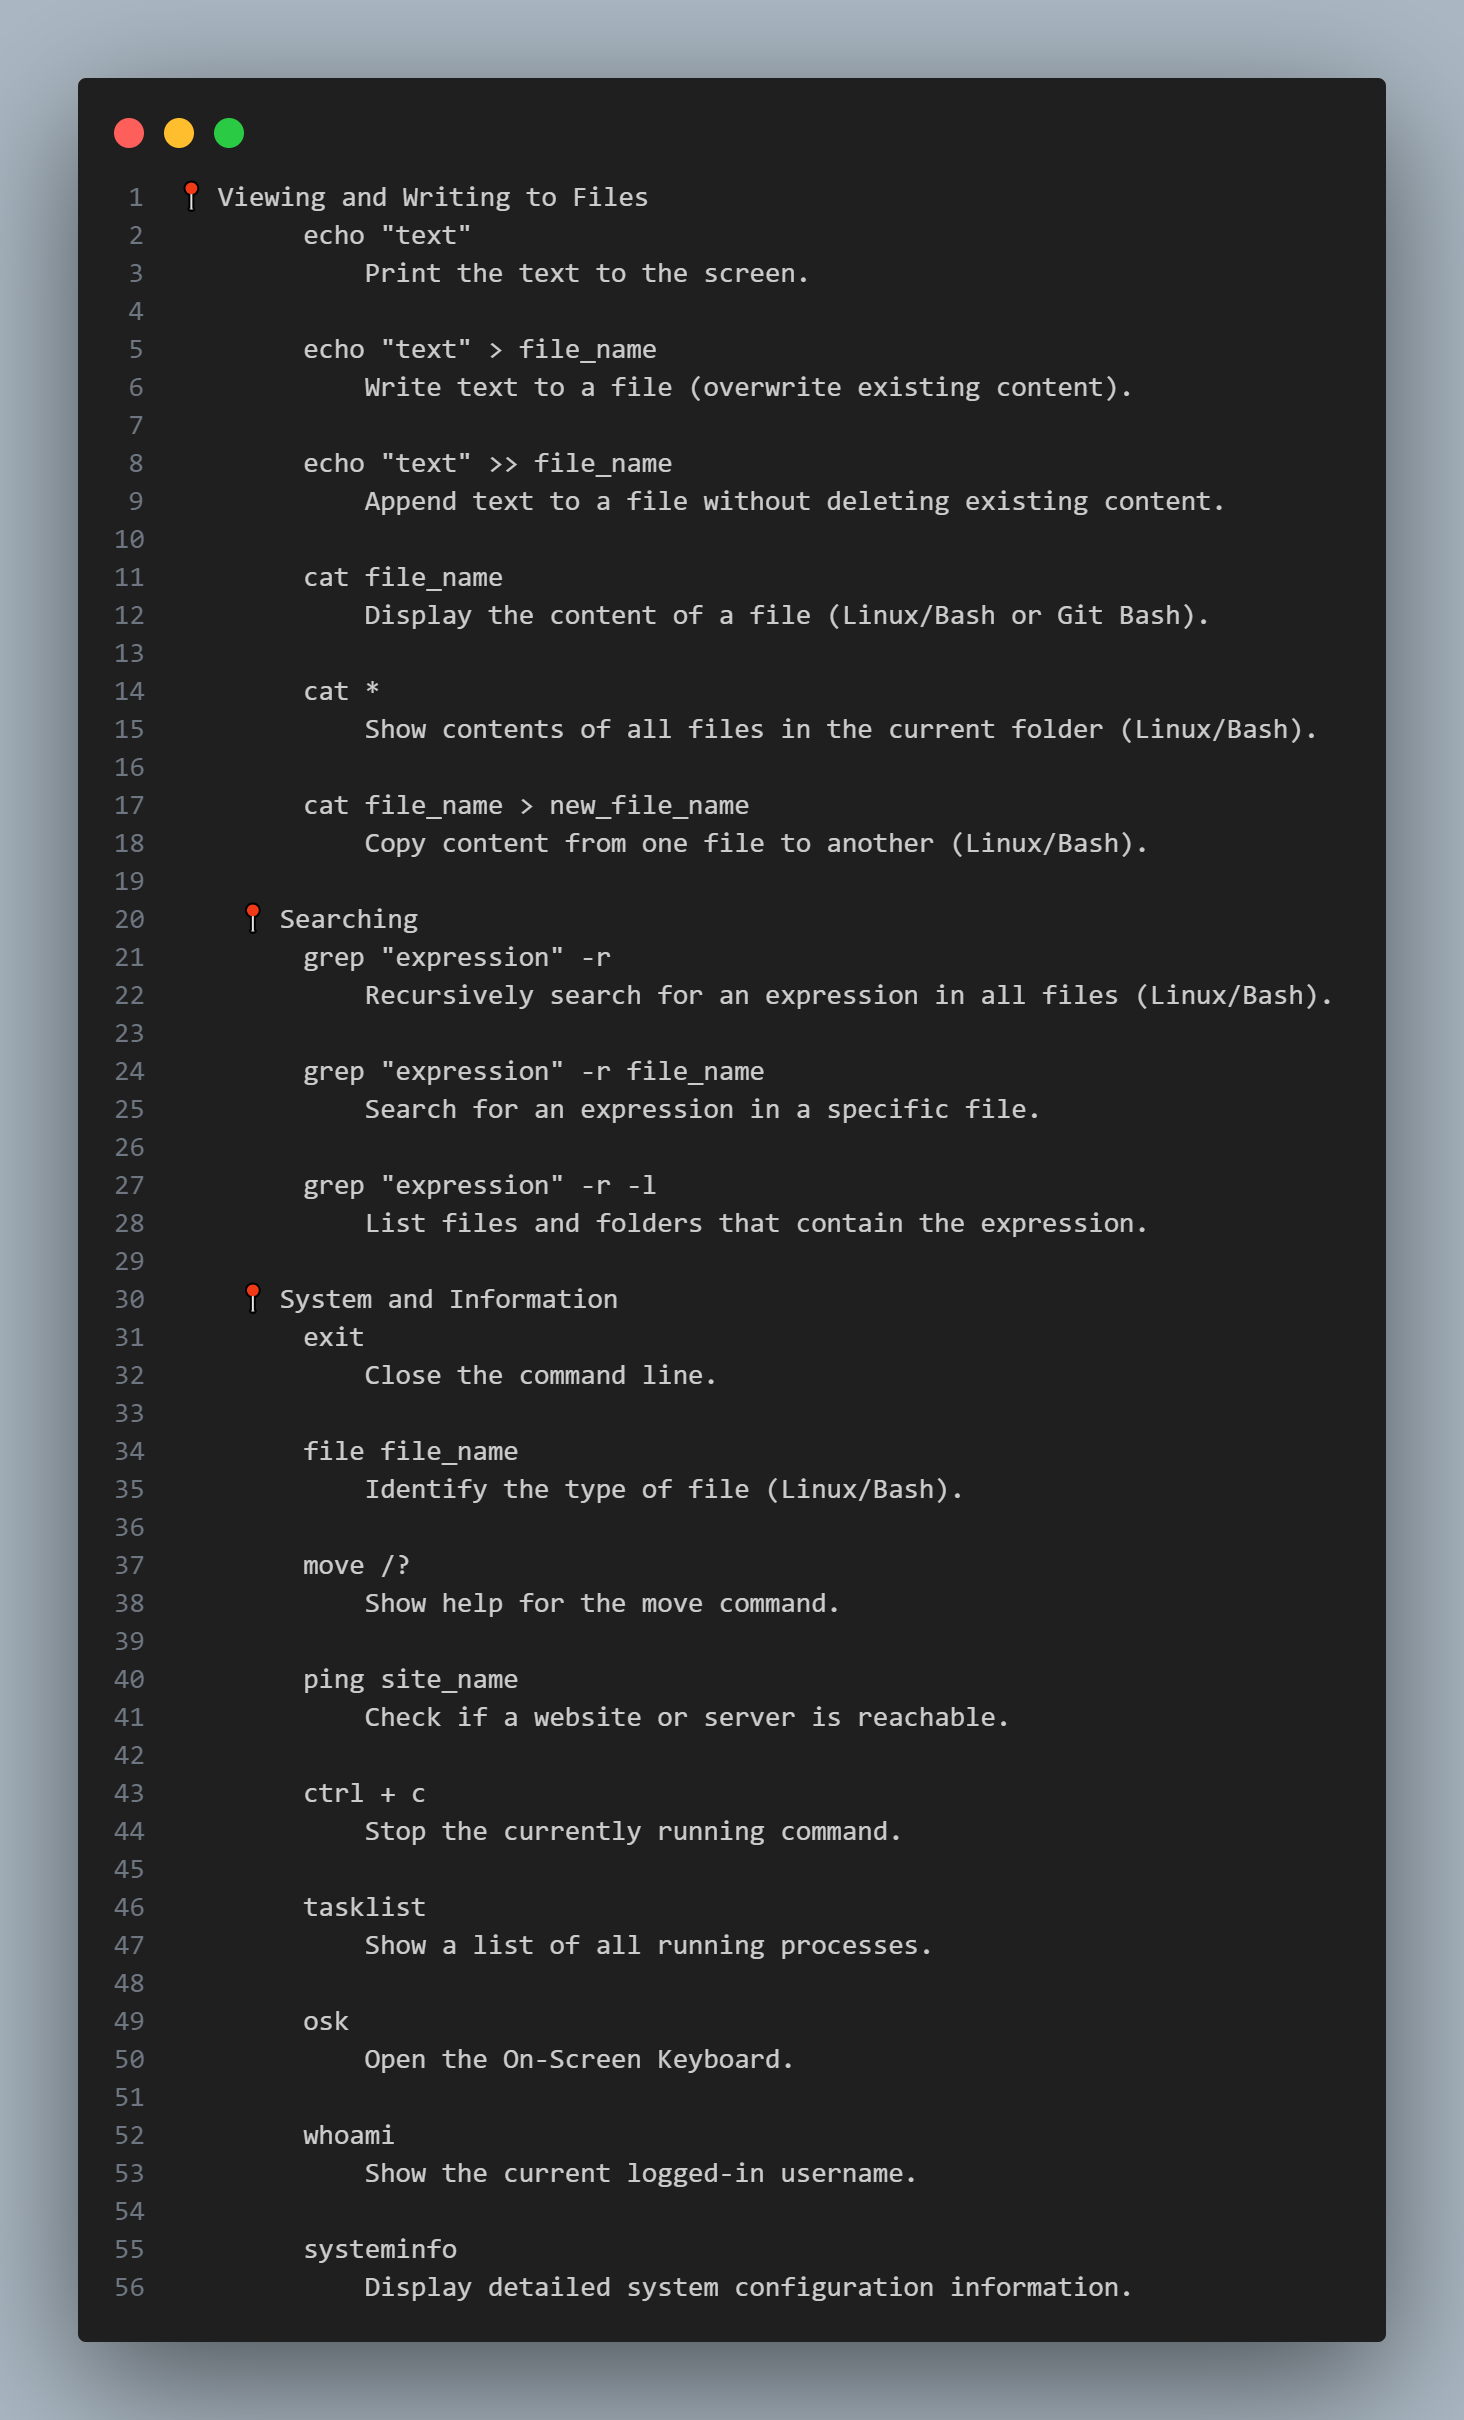 1 📍 Viewing and Writing to Files
2 echo "text"
3 Print the text to the screen.
4
5 echo "text" > file_name
6 Write text to a file (overwrite existing content).
7
8 echo "text" >> file_name
9 Append text to a file without deleting existing content.
10
11 cat file_name
12 Display the content of a file (Linux/Bash or Git Bash).
13
14 cat *
15 Show contents of all files in the current folder (Linux/Bash).
16
17 cat file_name > new_file_name
18 Copy content from one file to another (Linux/Bash).
19
20 📍 Searching
21 grep "expression" -r
22 Recursively search for an expression in all files (Linux/Bash).
23
24 grep "expression" -r file_name
25 Search for an expression in a specific file.
26
27 grep "expression" -r -l
28 List files and folders that contain the expression.
29
30 📍 System and Information
31 exit
32 Close the command line.
33
34 file file_name
35 Identify the type of file (Linux/Bash).
36
37 move /?
38 Show help for the move command.
39
40 ping site_name
41 Check if a website or server is reachable.
42
43 ctrl + c
44 Stop the currently running command.
45
46 tasklist
47 Show a list of all running processes.
48
49 osk
50 Open the On-Screen Keyboard.
51
52 whoami
53 Show the current logged-in username.
54
55 systeminfo
56 Display detailed system configuration information.